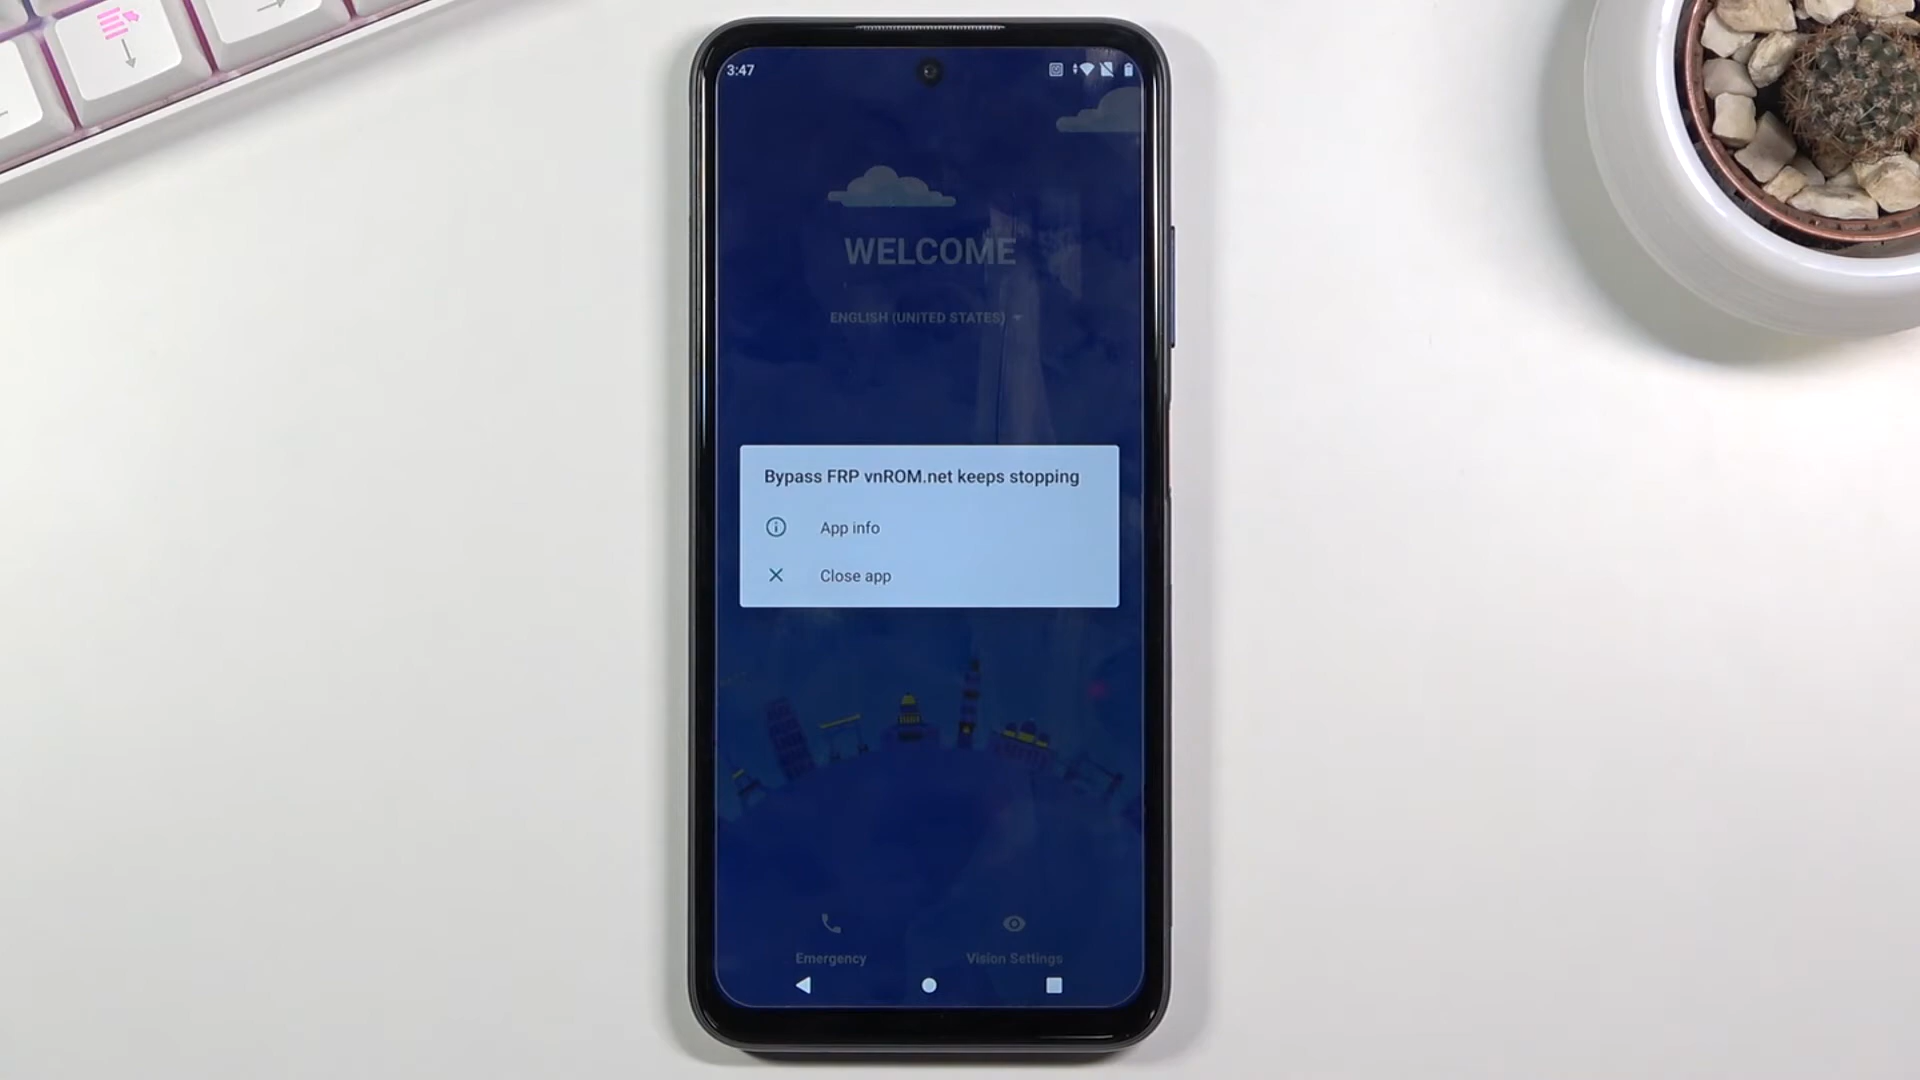 3:47
WELCOME
ENGLISH (UNITED STATES)
Bypass FRP vnROM.net keeps stopping
App info
Close app
Emergency
Vision Settings